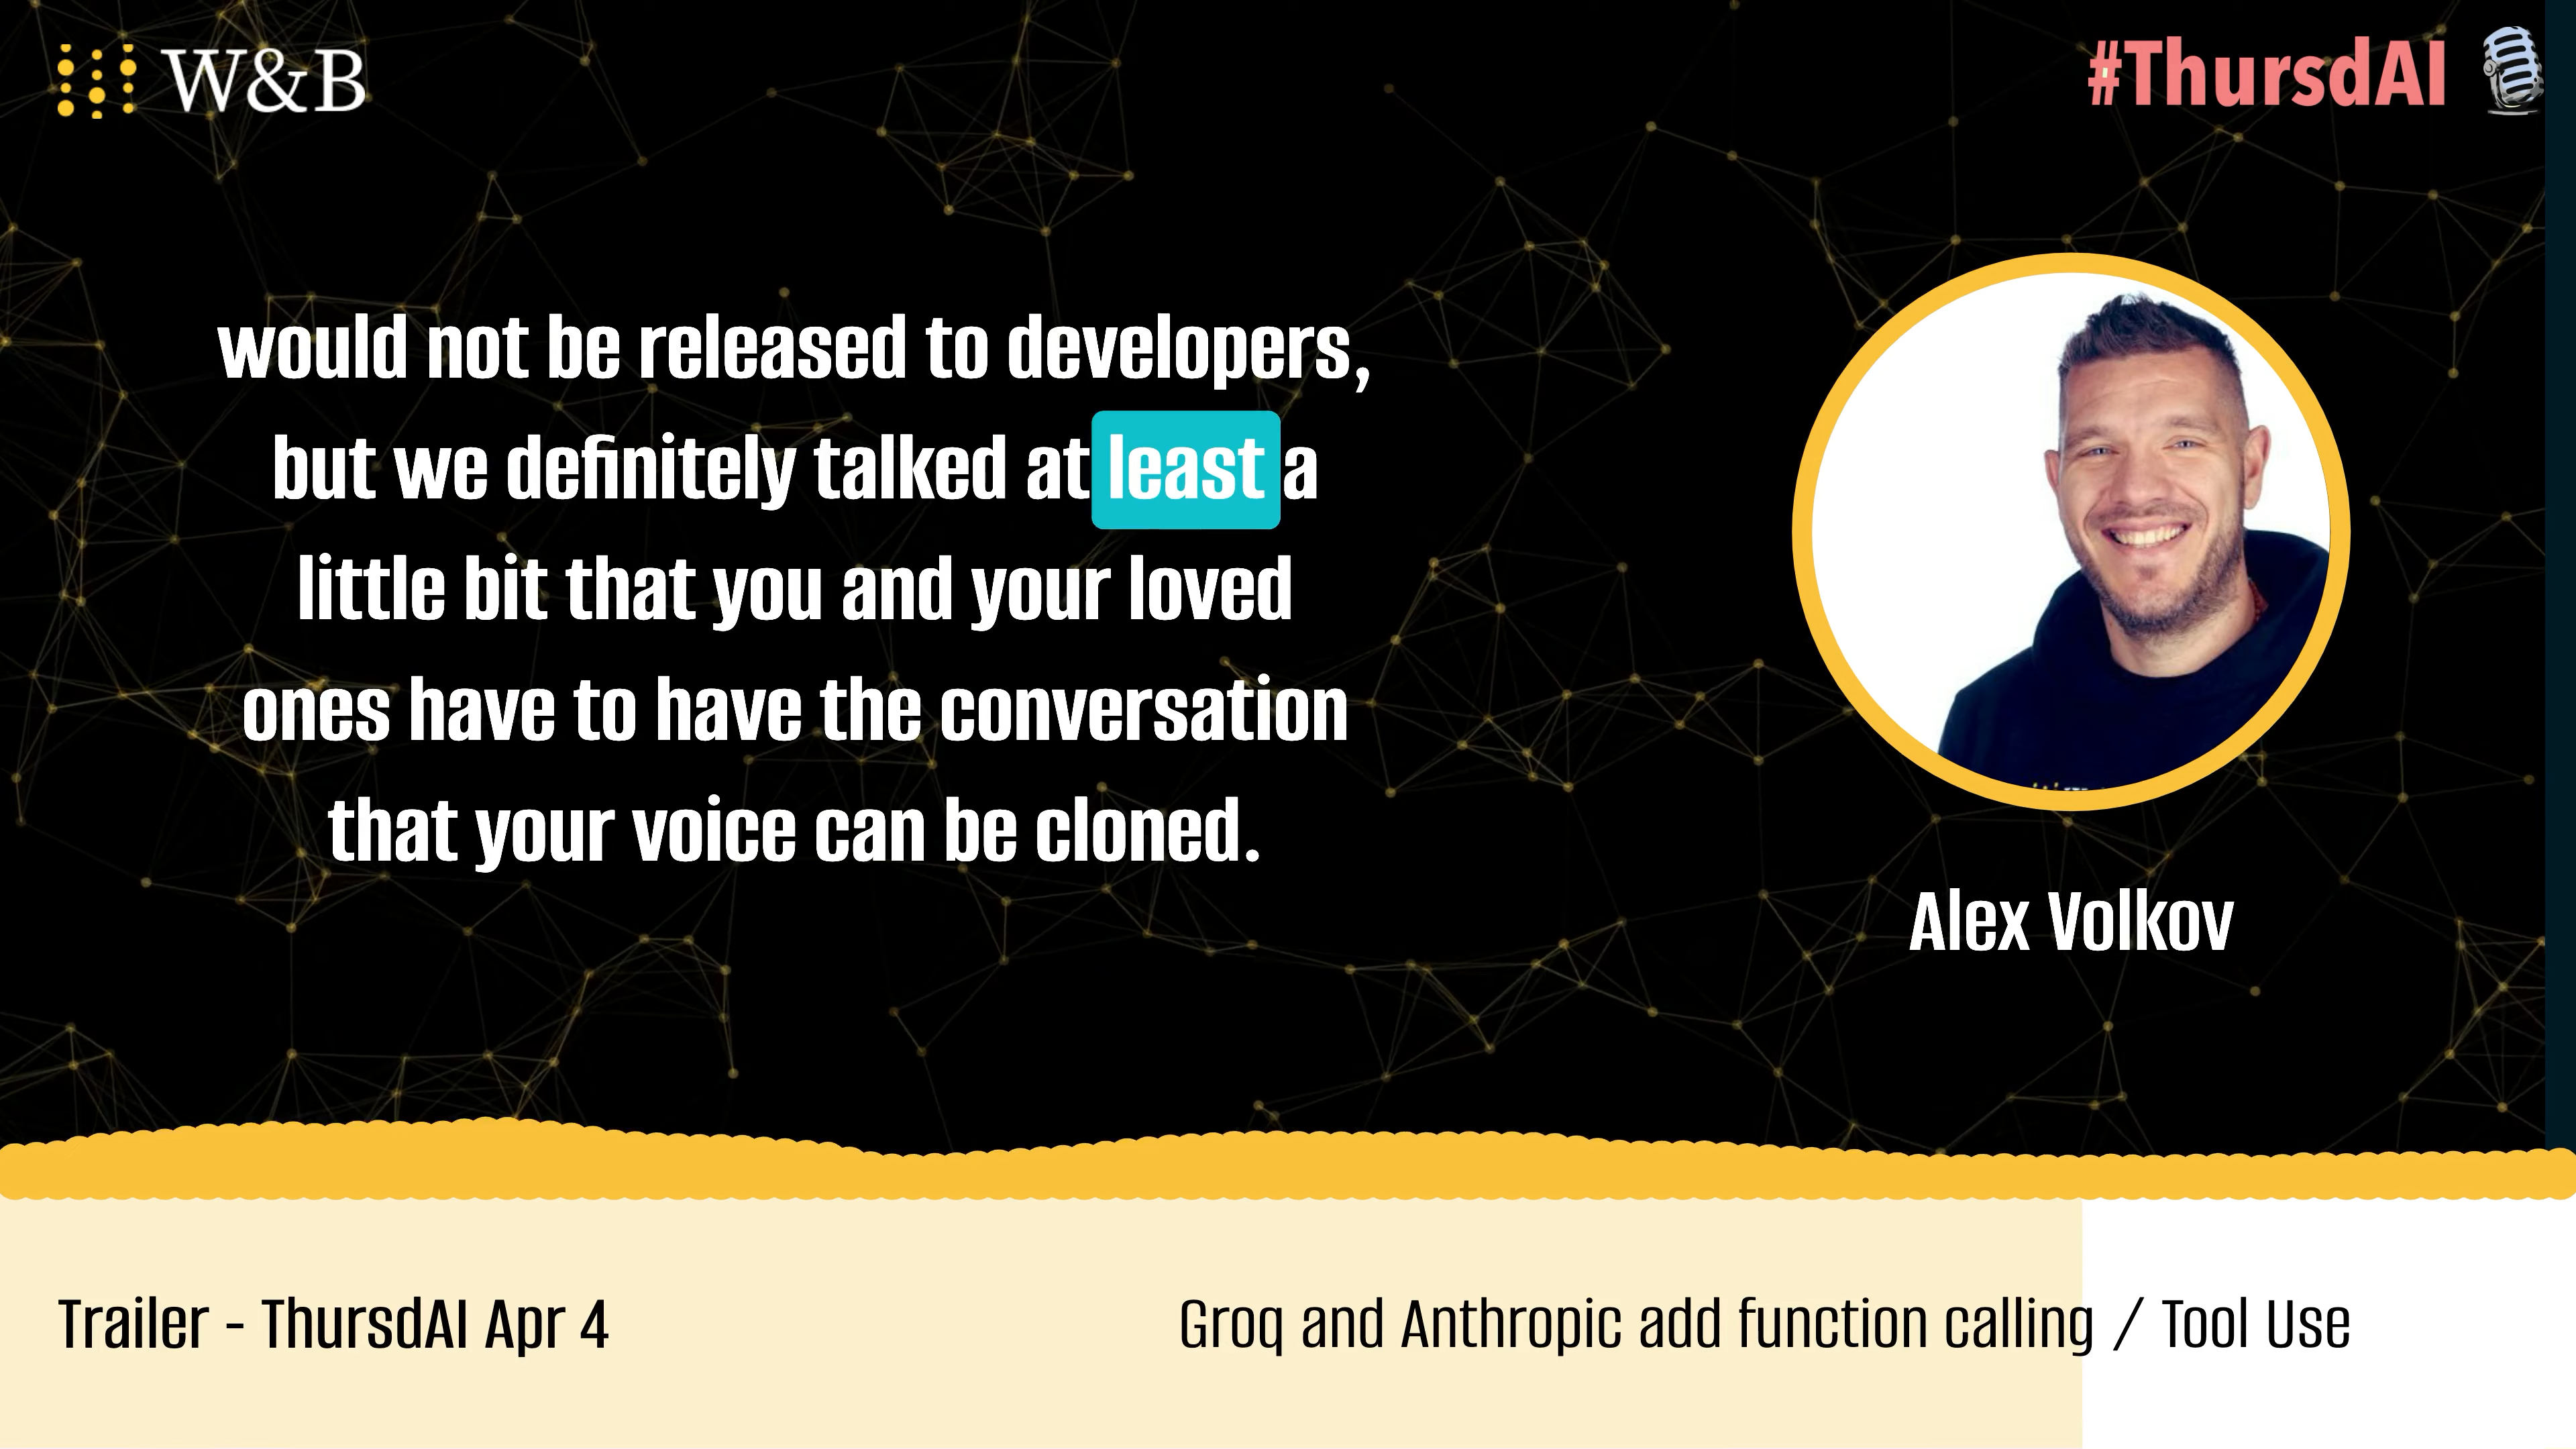 W&B
#ThursdAI
would not be released to developers,
but we definitely talked at least a
little bit that you and your loved
ones have to have the conversation
that your voice can be cloned.
Alex Volkov
Trailer - ThursdAI Apr 4
Groq and Anthropic add function calling / Tool Use